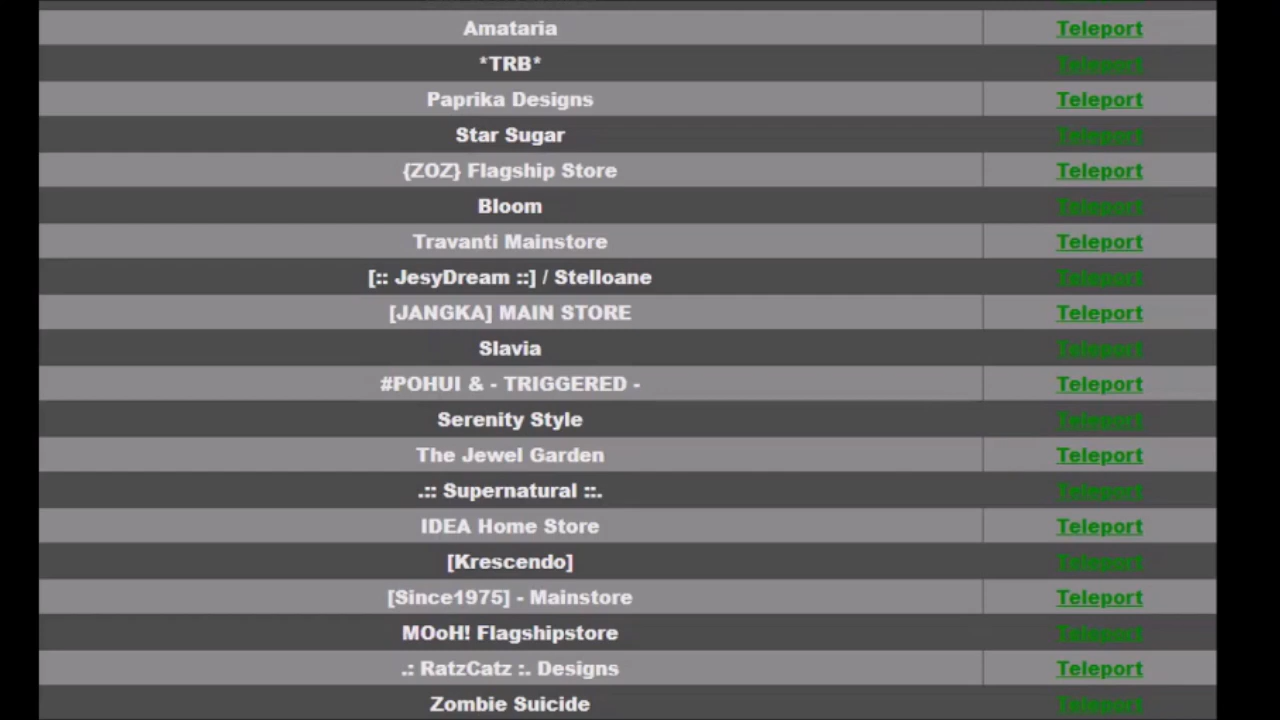 Amataria Teleport
*TRB* Teleport
Paprika Designs Teleport
Star Sugar Teleport
{ZOZ} Flagship Store Teleport
Bloom Teleport
Travanti Mainstore Teleport
[:: JesyDream ::] / Stelloane Teleport
[JANGKA] MAIN STORE Teleport
Slavia Teleport
#POHUI & - TRIGGERED - Teleport
Serenity Style Teleport
The Jewel Garden Teleport
.:: Supernatural ::. Teleport
IDEA Home Store Teleport
[Krescendo] Teleport
[Since1975] - Mainstore Teleport
MOoH! Flagshipstore Teleport
.: RatzCatz :. Designs Teleport
Zombie Suicide Teleport